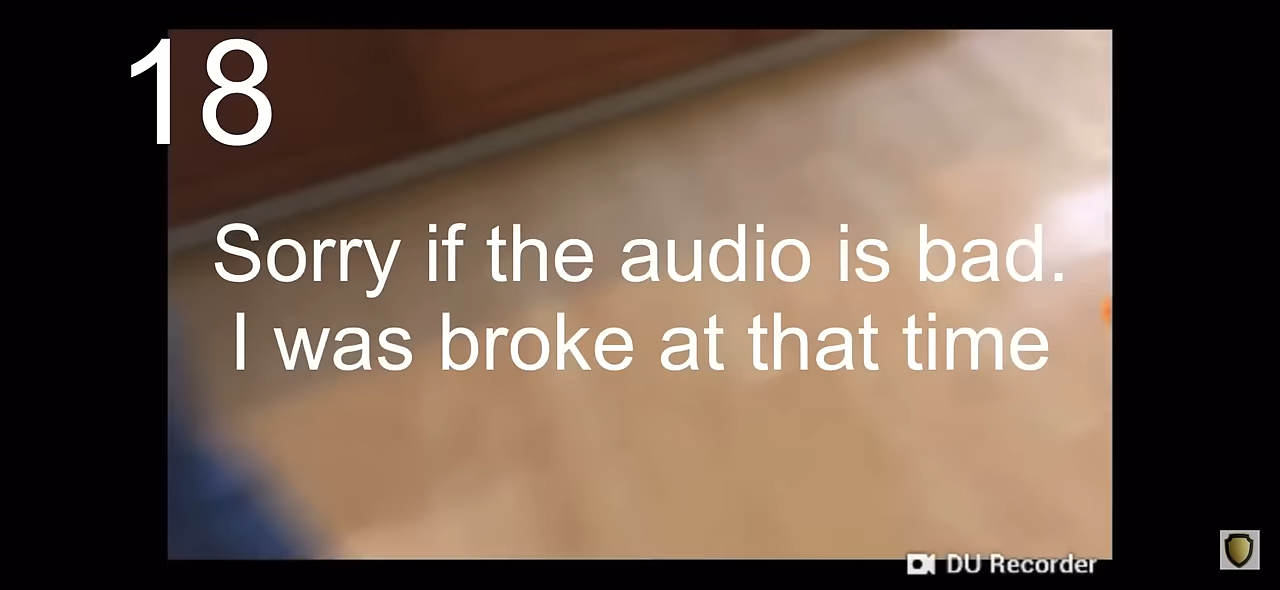 18
Sorry if the audio is bad.
I was broke at that time
DU Recorder